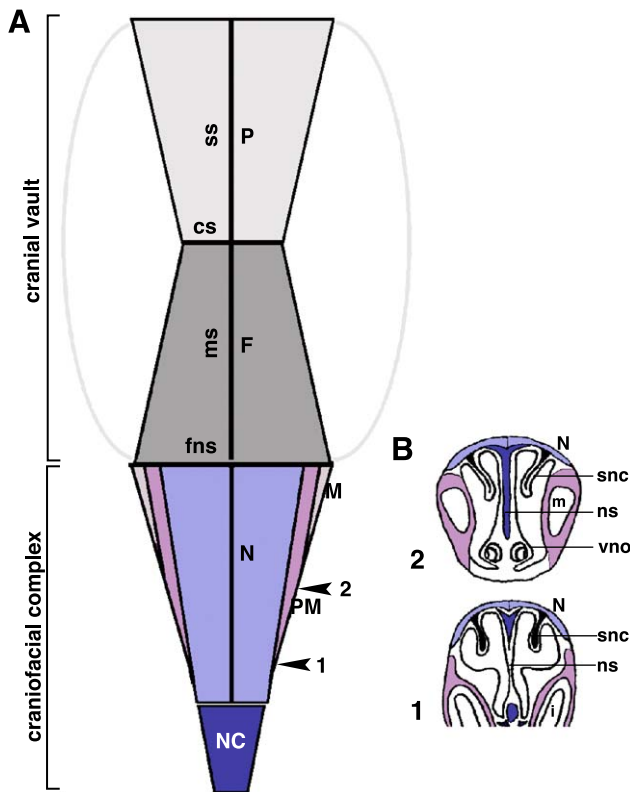 A
cranial vault
ss
P
cs
ms
F
fns
craniofacial complex
M
N
2
PM
1
NC
B
N
snc
m
ns
vno
2
N
snc
ns
i
1